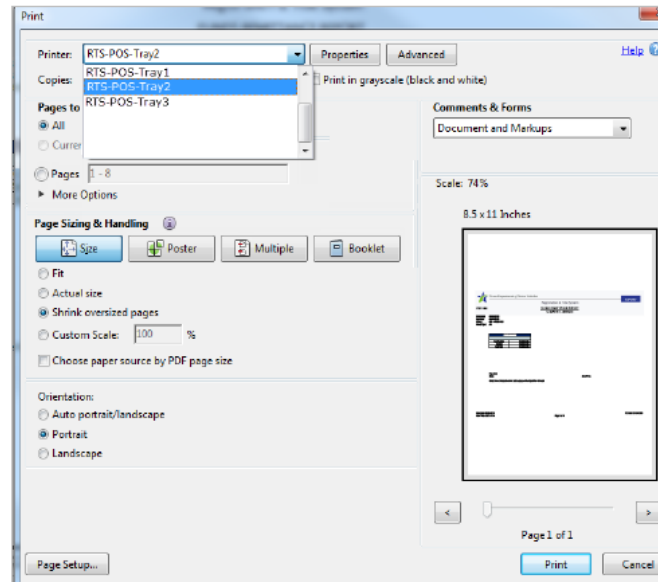 Print
Printer: RTS-POS-Tray2 Properties Advanced Help
RTS-POS-Tray1
RTS-POS-Tray2
RTS-POS-Tray3
Copies: Print in grayscale (black and white)
Pages to
All
Curre
Pages 1 - 8
More Options
Comments & Forms
Document and Markups
Scale: 74%
8.5 x 11 Inches
Page Sizing & Handling
Size Poster Multiple Booklet
Fit
Actual size
Shrink oversized pages
Custom Scale: 100 %
Choose paper source by PDF page size
Orientation:
Auto portrait/landscape
Portrait
Landscape
< >
Page 1 of 1
Page Setup... Print Cancel